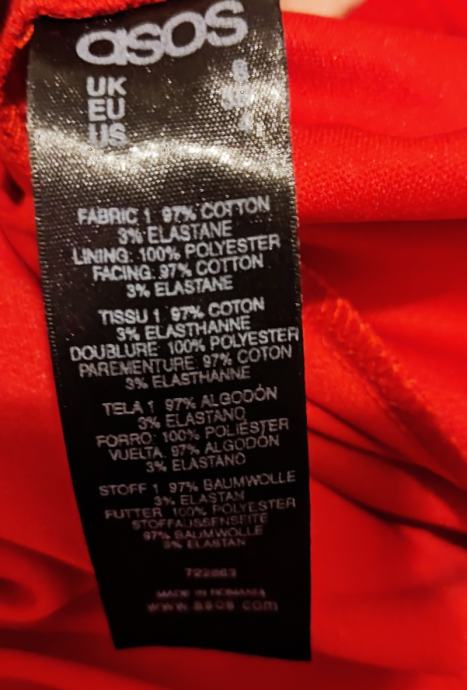 asos
UK
EU
US 4
FABRIC 1 97% COTTON
3% ELASTANE
LINING: 100% POLYESTER
FACING: 97% COTTON
3% ELASTANE
TISSU 1 97% COTON
3% ELASTHANNE
DOUBLURE: 100% POLYESTER
PAREMENTURE: 97% COTON
3% ELASTHANNE
TELA 1 97% ALGODÓN
3% ELASTANO
FORRO: 100% POLIÉSTER
VUELTA: 97% ALGODÓN
3% ELASTANO
STOFF 1 97% BAUMWOLLE
3% ELASTAN
FUTTER: 100% POLYESTER
STOFFAUSSENSEITE
97% BAUMWOLLE
3% ELASTAN
MADE IN ROMANIA
www.asos.com